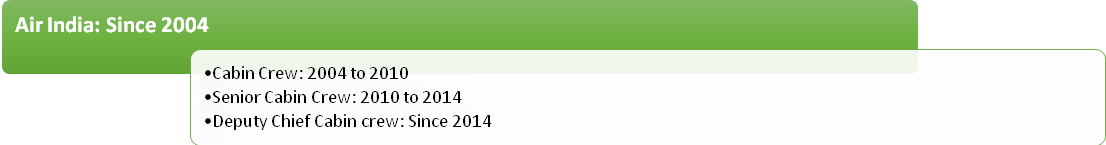 Air India: Since 2004
•Cabin Crew: 2004 to 2010
•Senior Cabin Crew: 2010 to 2014
•Deputy Chief Cabin crew: Since 2014